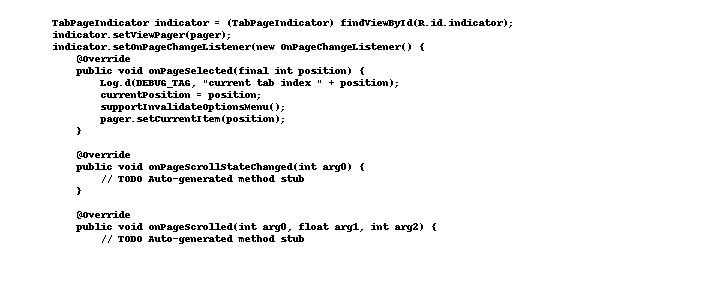 TabPageIndicator indicator = (TabPageIndicator) findViewById(R.id.indicator);
indicator.setViewPager(pager);
indicator.setOnPageChangeListener(new OnPageChangeListener() {
@Override
public void onPageSelected(final int position) {
Log.d(DEBUG_TAG, "current tab index " + position);
currentPosition = position;
supportInvalidateOptionsMenu();
pager.setCurrentItem(position);
}
@Override
public void onPageScrollStateChanged(int arg0) {
// TODO Auto-generated method stub
}
@Override
public void onPageScrolled(int arg0, float arg1, int arg2) {
// TODO Auto-generated method stub